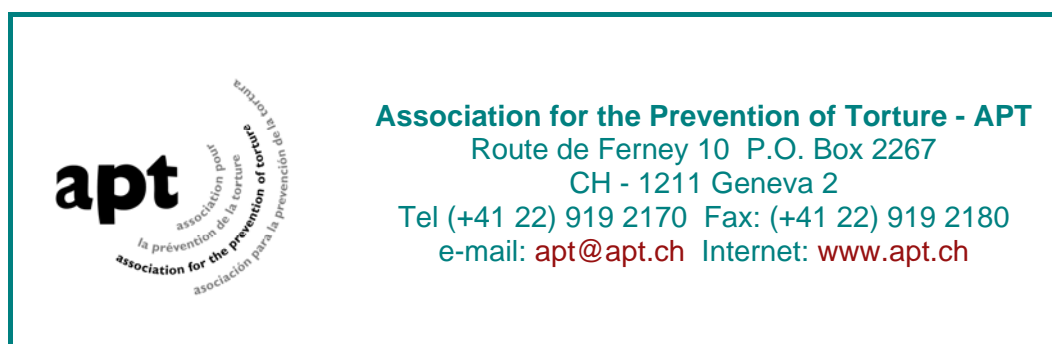 apt
association pour
la prévention de la torture
association for the prevention of torture
asociación para la prevención de la tortura
Association for the Prevention of Torture - APT
Route de Ferney 10 P.O. Box 2267
CH - 1211 Geneva 2
Tel (+41 22) 919 2170 Fax: (+41 22) 919 2180
e-mail: apt@apt.ch Internet: www.apt.ch